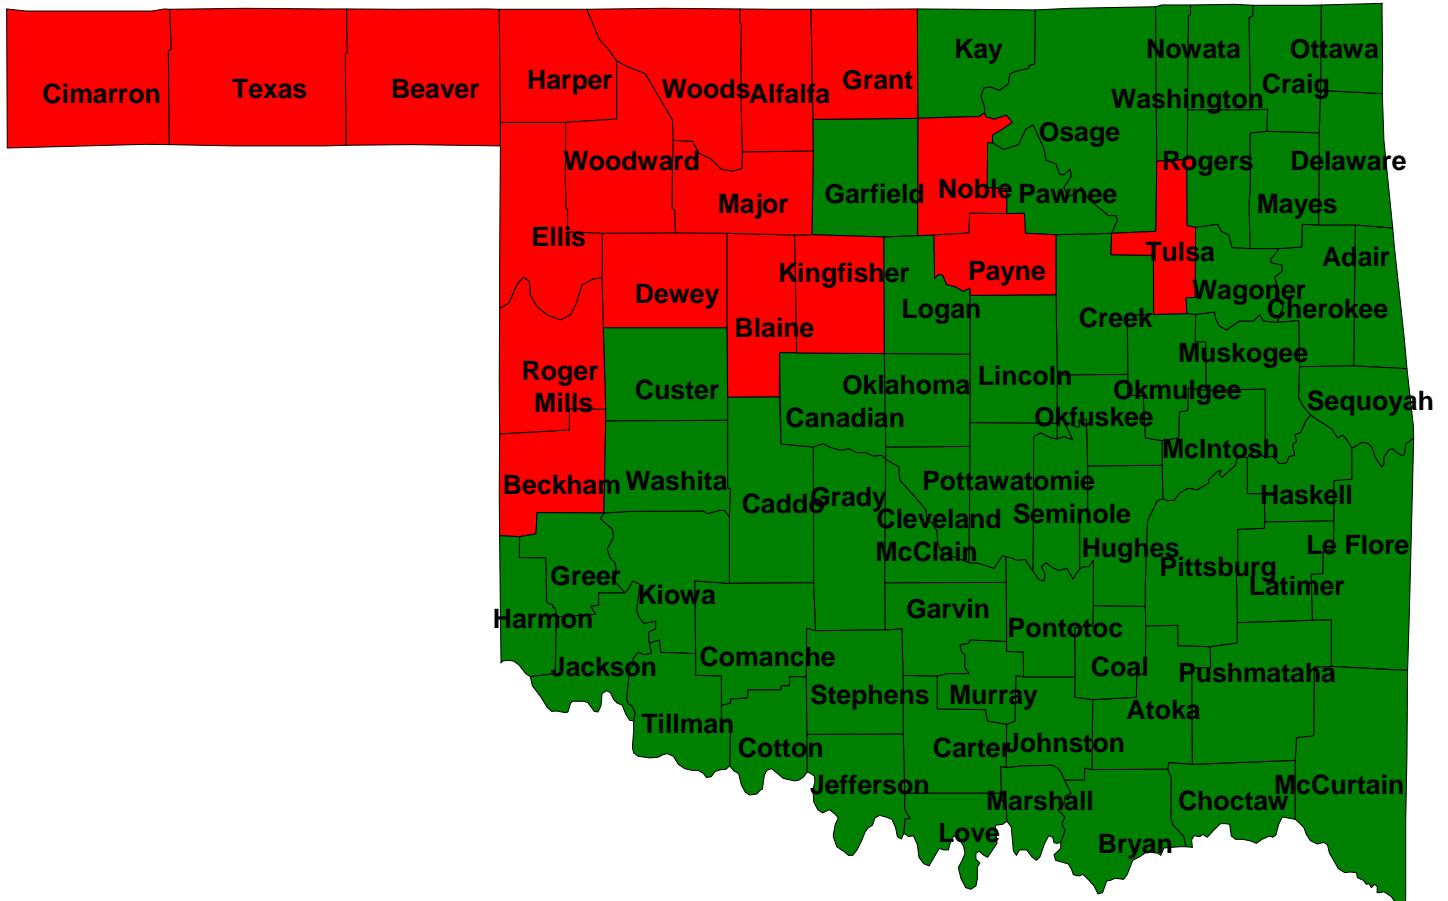 Kay
Nowata
Ottawa
Cimarron
Texas
Beaver
Harper
Woods
Alfalfa
Grant
Washington
Craig
Osage
Woodward
Rogers
Delaware
Major
Garfield
Noble
Pawnee
Mayes
Ellis
Tulsa
Adair
Kingfisher
Payne
Dewey
Wagoner
Cherokee
Blaine
Logan
Creek
Muskogee
Roger
Mills
Custer
Oklahoma
Lincoln
Okmulgee
Sequoyah
Canadian
Okfuskee
McIntosh
Beckham
Washita
Caddo
Grady
Pottawatomie
Haskell
Cleveland
Seminole
McClain
Hughes
Le Flore
Greer
Pittsburg
Latimer
Kiowa
Harmon
Garvin
Pontotoc
Jackson
Comanche
Coal
Pushmataha
Stephens
Murray
Atoka
Tillman
Cotton
Carter
Johnston
Jefferson
Marshall
Choctaw
McCurtain
Love
Bryan